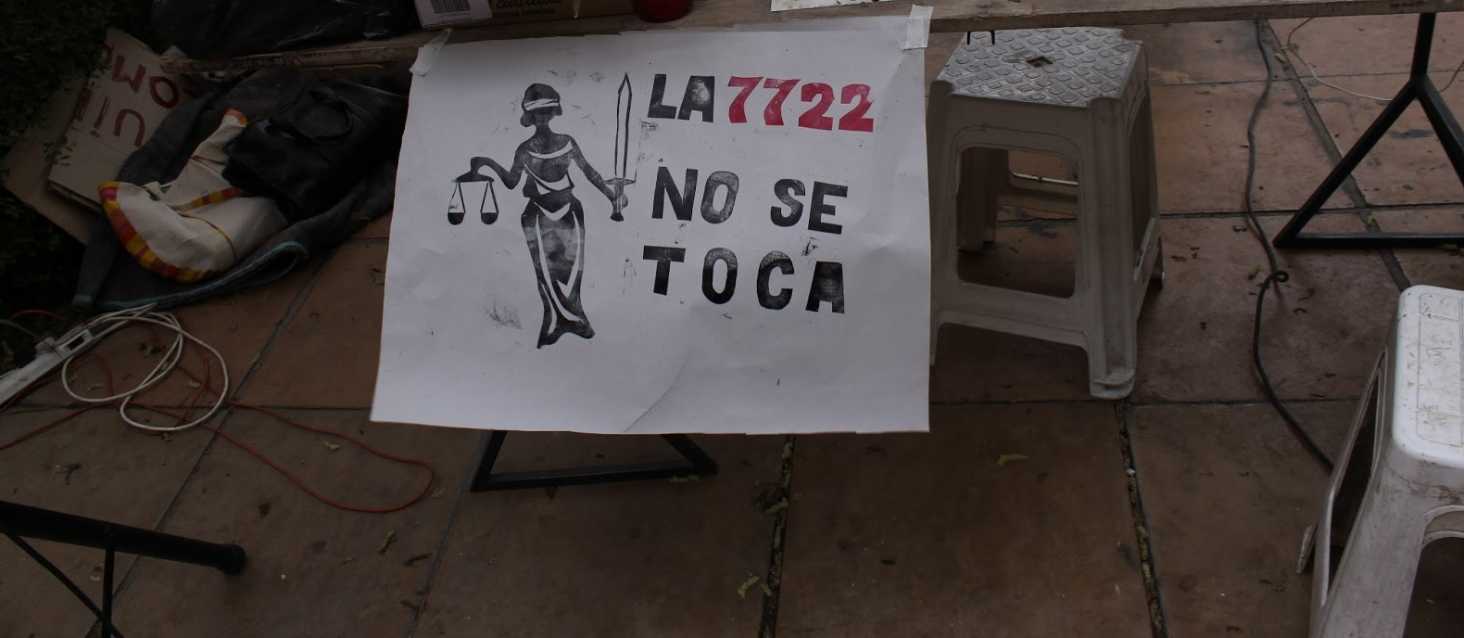 LA 7722
NO SE
TOCA